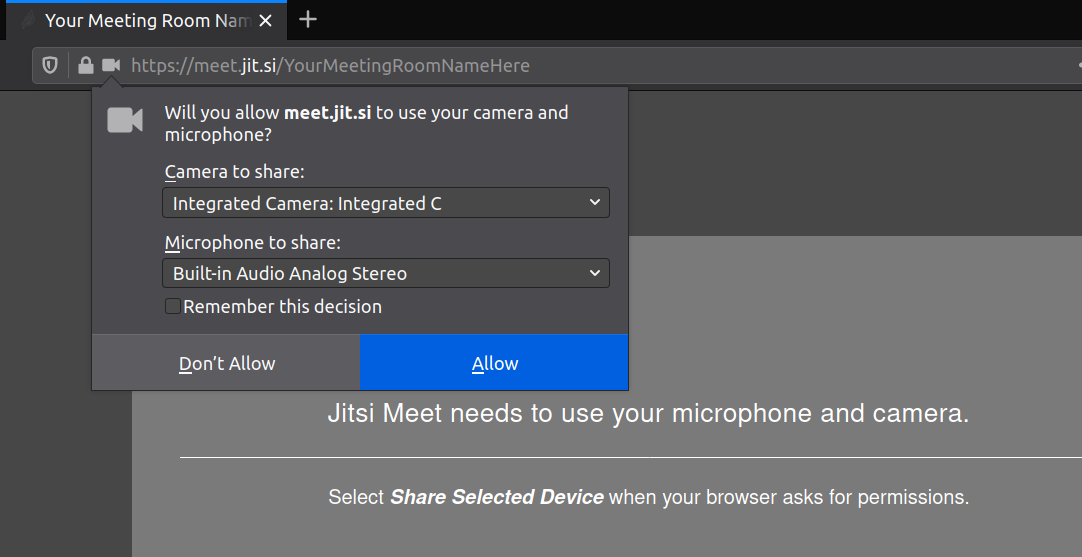 Your Meeting Room Nam
https://meet.jit.si/YourMeetingRoomNameHere
Will you allow meet.jit.si to use your camera and
microphone?
Camera to share:
Integrated Camera: Integrated C
Microphone to share:
Built-in Audio Analog Stereo
Remember this decision
Don’t Allow
Allow
Jitsi Meet needs to use your microphone and camera.
Select Share Selected Device when your browser asks for permissions.